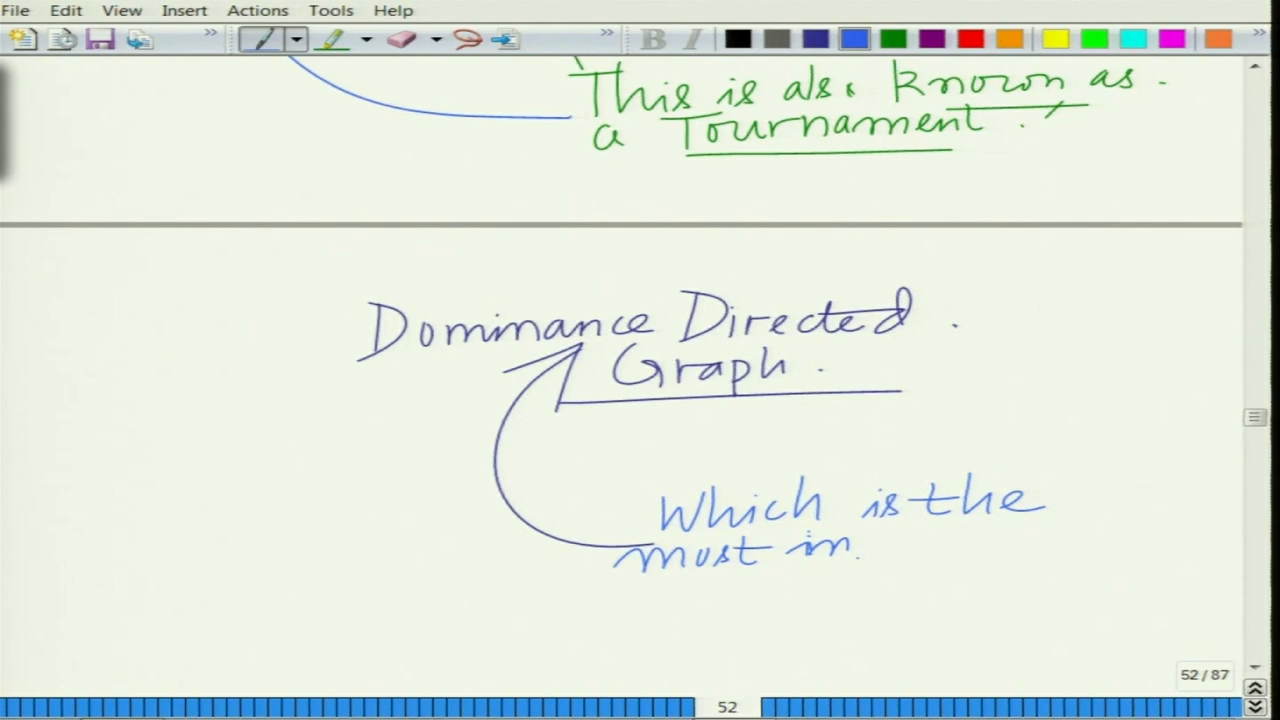 File Edit View Insert Actions Tools Help
This is also known as
a Tournament.
Dominance Directed.
Graph.
Which is the
most in
52 / 87
52